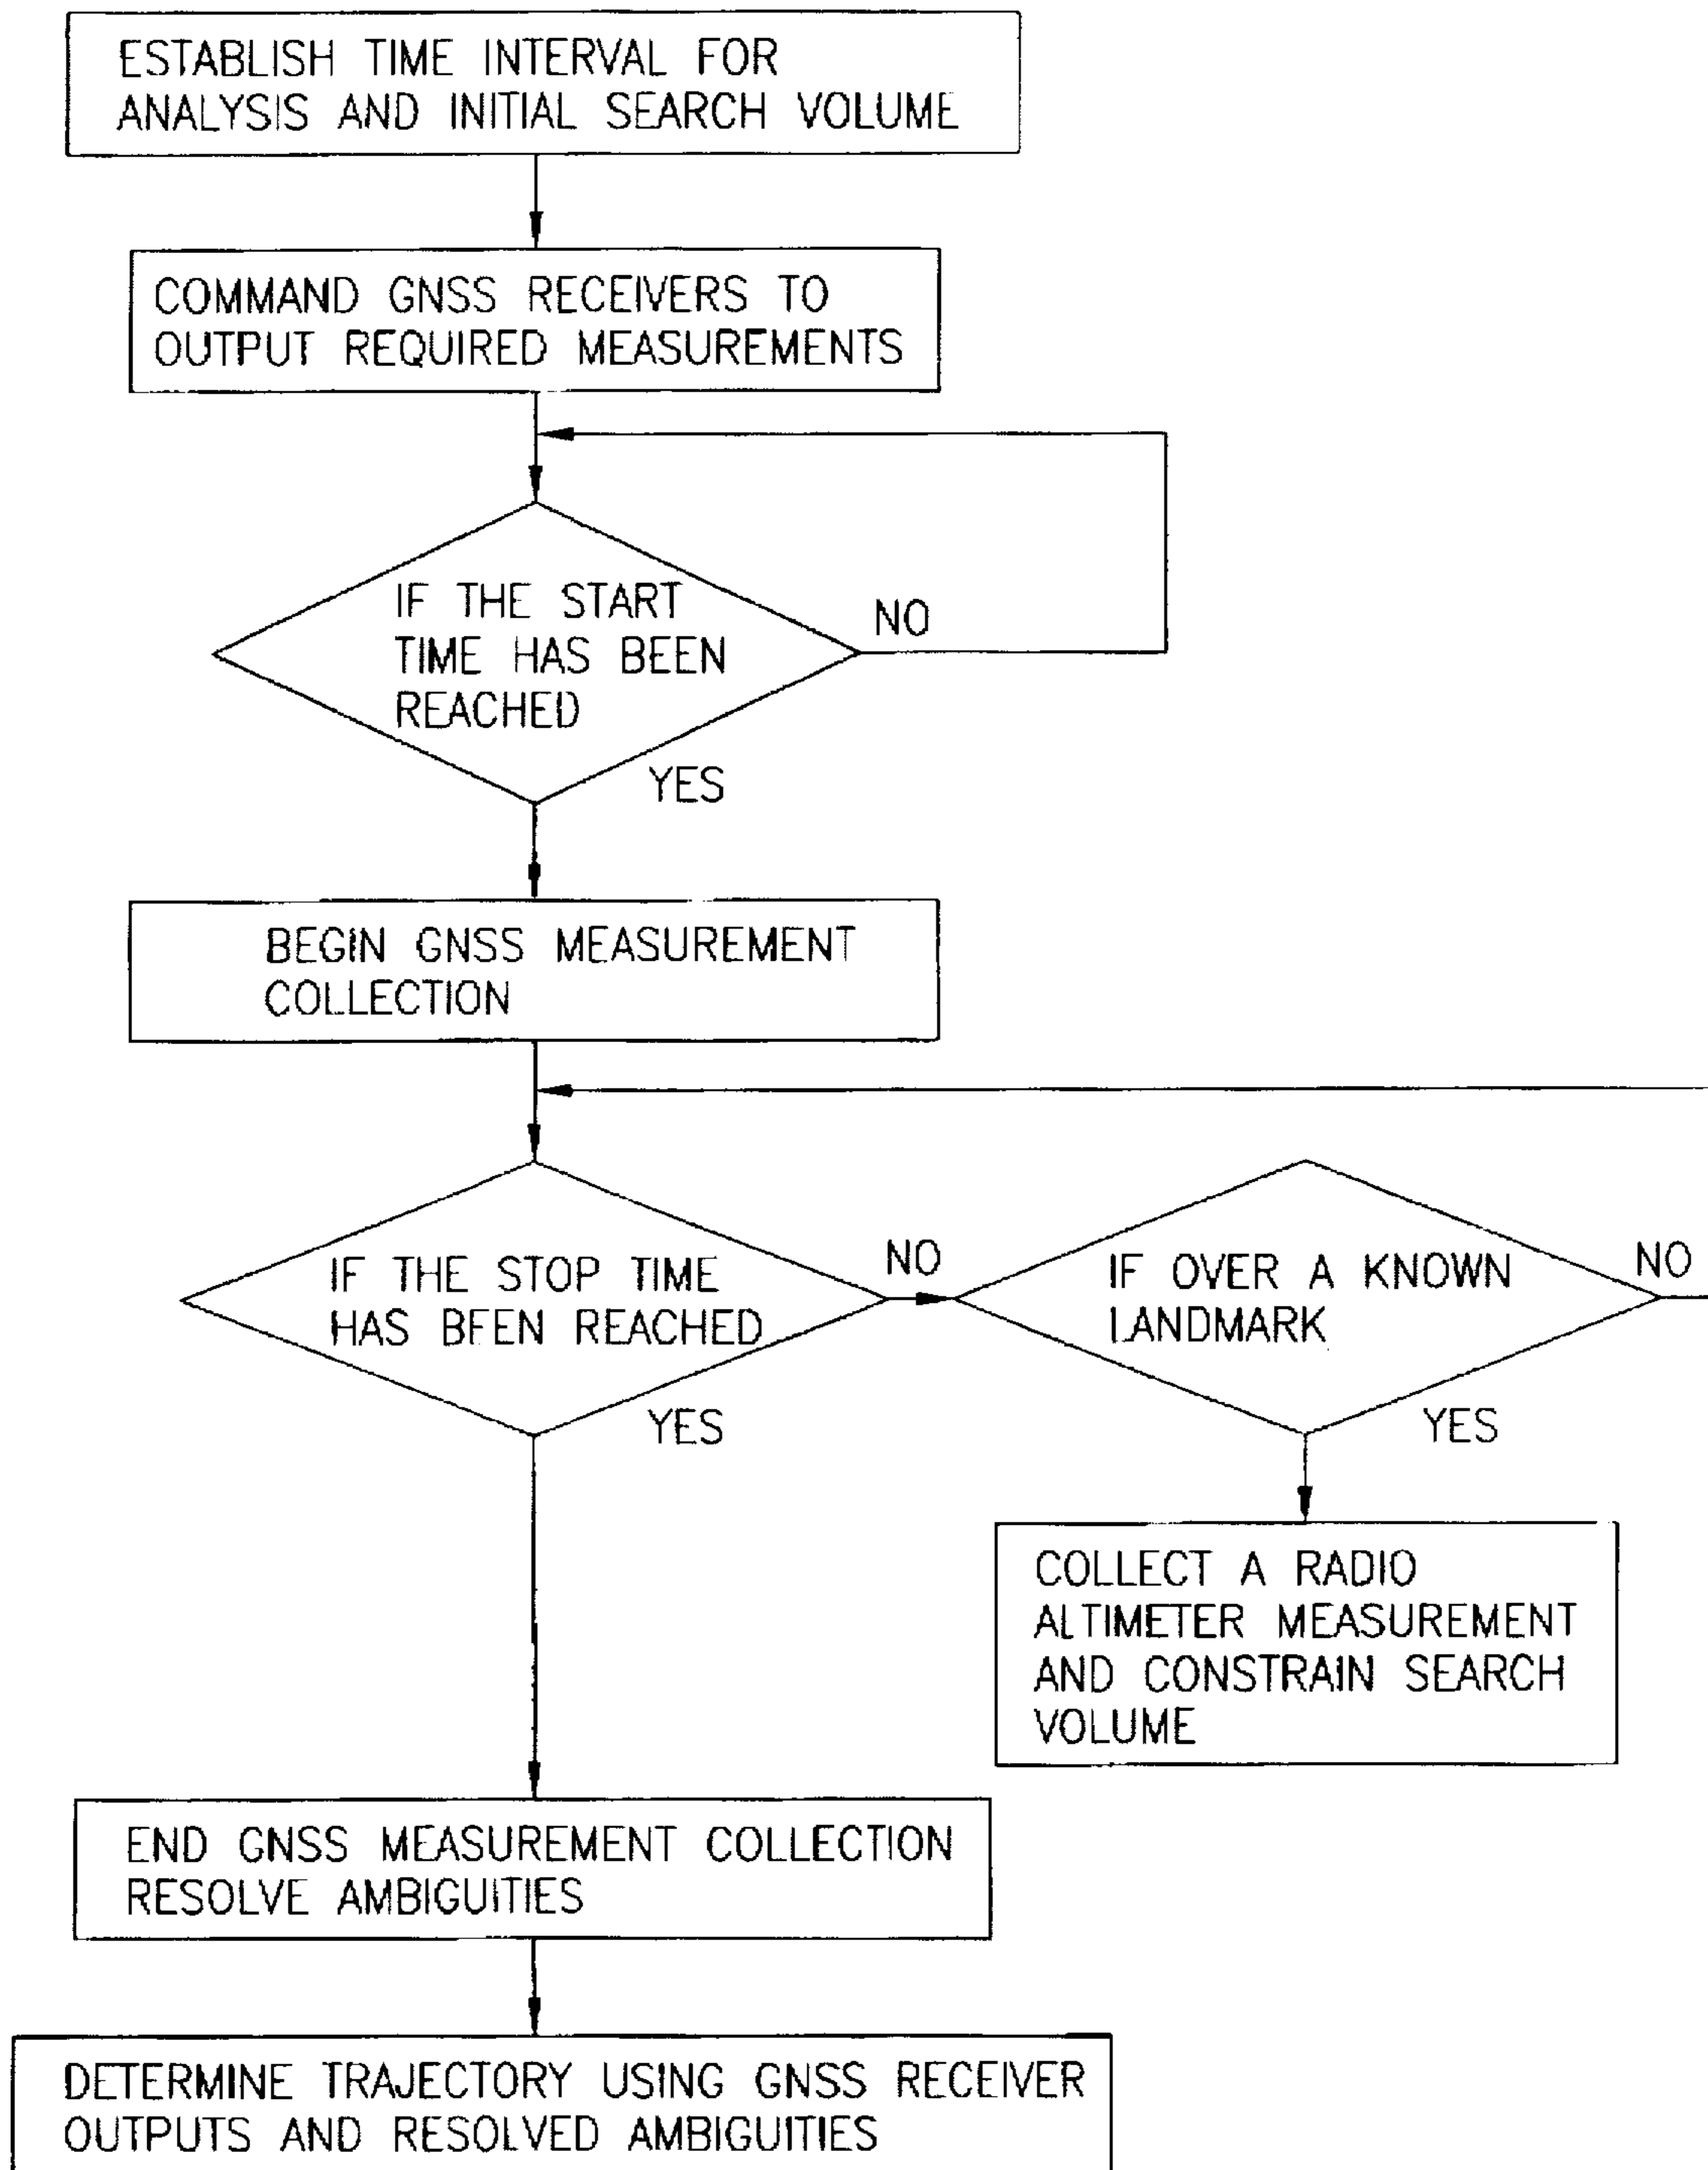 ESTABLISH TIME INTERVAL FOR
ANALYSIS AND INITIAL SEARCH VOLUME
COMMAND GNSS RECEIVERS TO
OUTPUT REQUIRED MEASUREMENTS
IF THE START
TIME HAS BEEN
REACHED
NO
YES
BEGIN GNSS MEASUREMENT
COLLECTION
IF THE STOP TIME
HAS BEEN REACHED
NO
YES
IF OVER A KNOWN
LANDMARK
NO
YES
COLLECT A RADIO
ALTIMETER MEASUREMENT
AND CONSTRAIN SEARCH
VOLUME
END GNSS MEASUREMENT COLLECTION
RESOLVE AMBIGUITIES
DETERMINE TRAJECTORY USING GNSS RECEIVER
OUTPUTS AND RESOLVED AMBIGUITIES